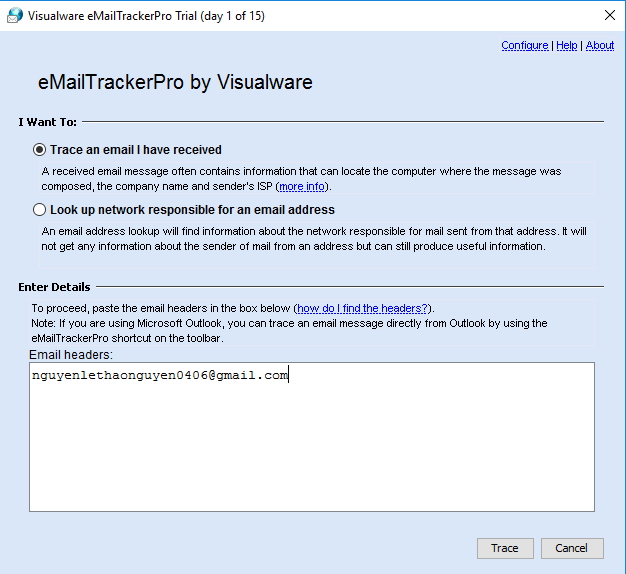 Visualware eMailTrackerPro Trial (day 1 of 15)
Configure | Help | About
eMailTrackerPro by Visualware
I Want To:
Trace an email I have received
A received email message often contains information that can locate the computer where the message was
composed, the company name and sender's ISP (more info).
Look up network responsible for an email address
An email address lookup will find information about the network responsible for mail sent from that address. It will
not get any information about the sender of mail from an address but can still produce useful information.
Enter Details
To proceed, paste the email headers in the box below (how do I find the headers?).
Note: If you are using Microsoft Outlook, you can trace an email message directly from Outlook by using the
eMailTrackerPro shortcut on the toolbar.
Email headers:
nguyenlethaonguyen0406@gmail.com
Trace Cancel